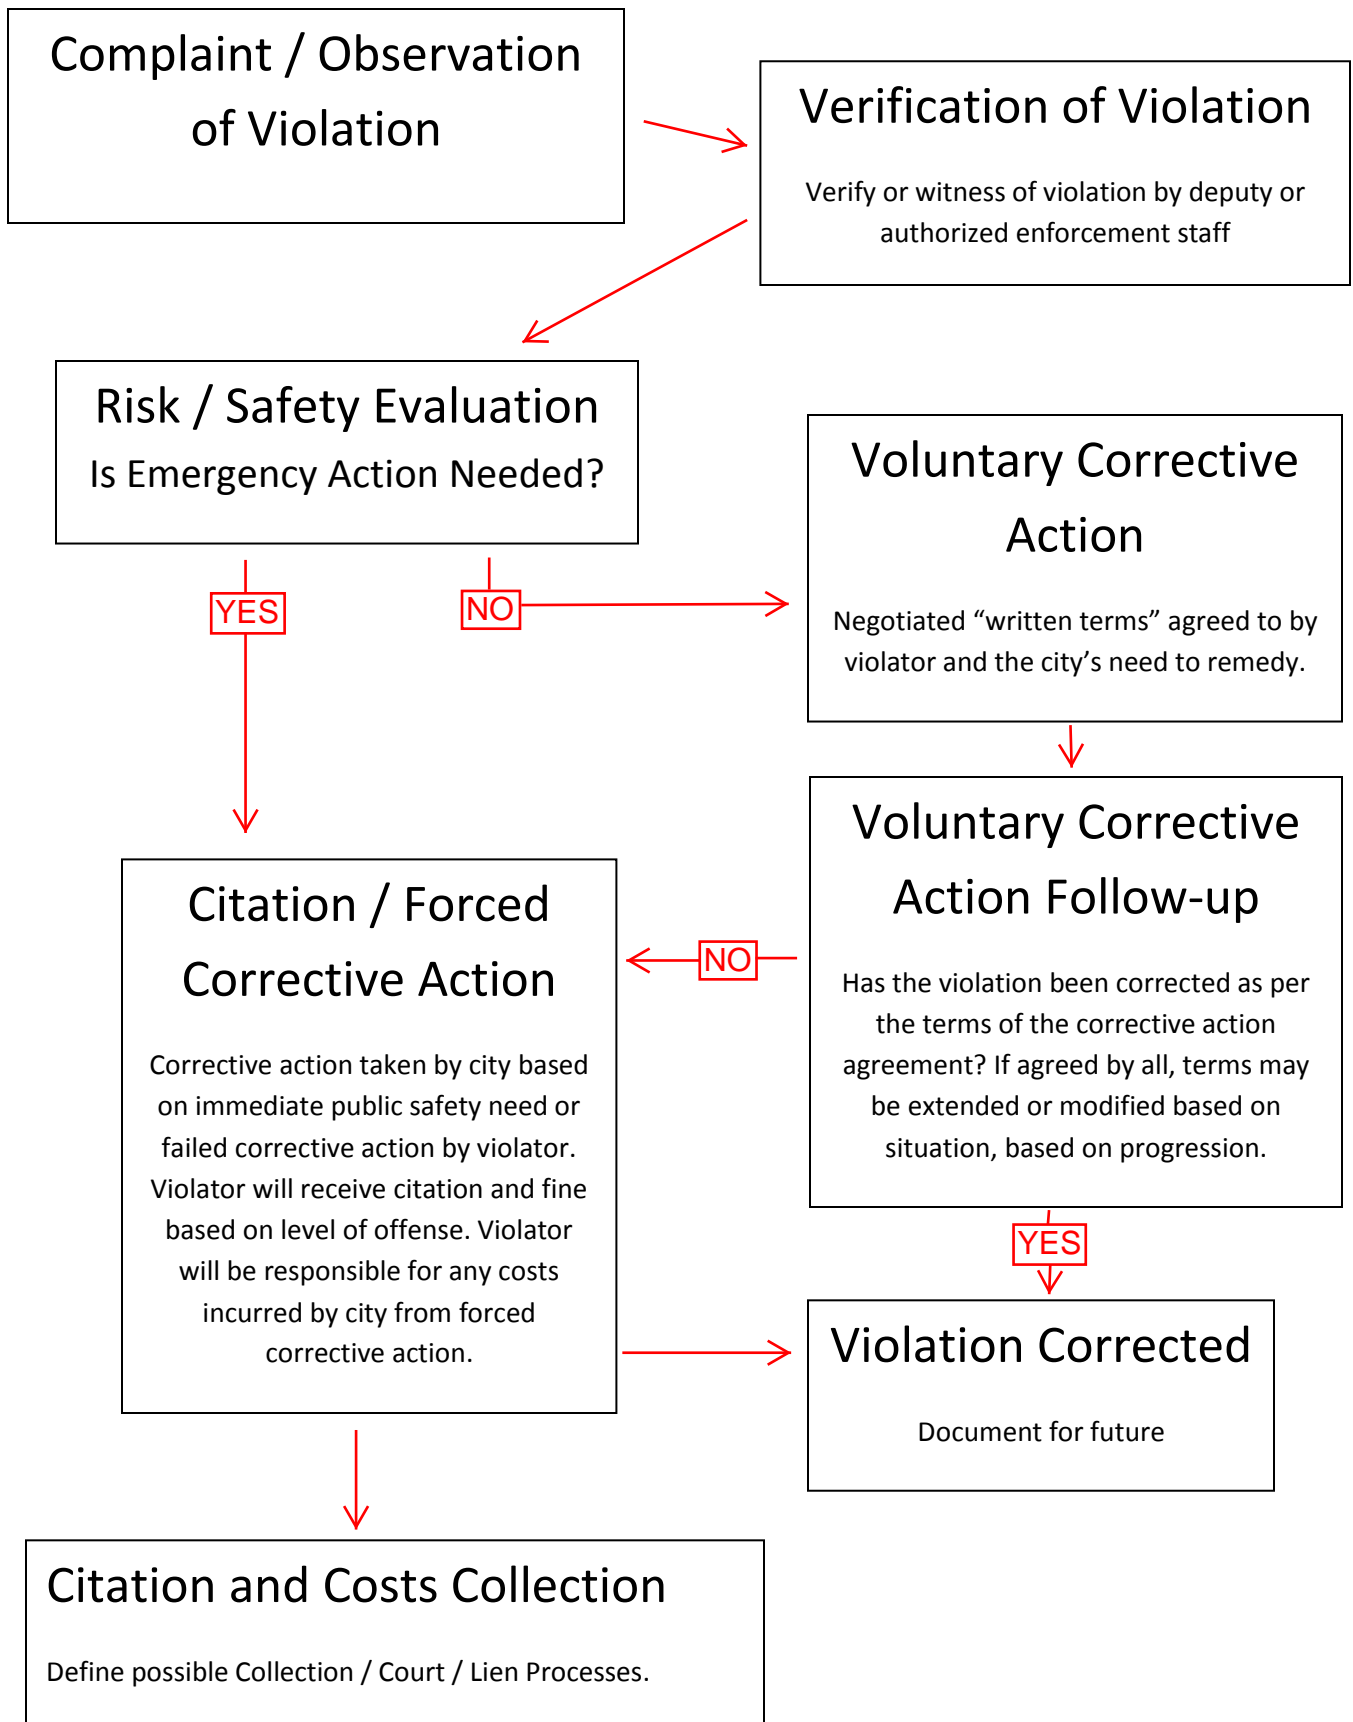 Complaint / Observation
of Violation
Verification of Violation
Verify or witness of violation by deputy or
authorized enforcement staff
Risk / Safety Evaluation
Is Emergency Action Needed?
YES
NO
Voluntary Corrective
Action
Negotiated “written terms” agreed to by
violator and the city’s need to remedy.
Voluntary Corrective
Action Follow-up
Has the violation been corrected as per
the terms of the corrective action
agreement? If agreed by all, terms may
be extended or modified based on
situation, based on progression.
NO
YES
Citation / Forced
Corrective Action
Corrective action taken by city based
on immediate public safety need or
failed corrective action by violator.
Violator will receive citation and fine
based on level of offense. Violator
will be responsible for any costs
incurred by city from forced
corrective action.
Violation Corrected
Document for future
Citation and Costs Collection
Define possible Collection / Court / Lien Processes.